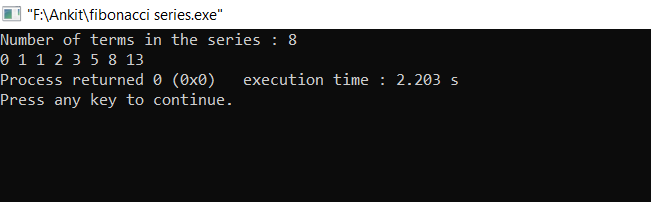 "F:\Ankit\fibonacci series.exe"
Number of terms in the series : 8
0 1 1 2 3 5 8 13
Process returned 0 (0x0)   execution time : 2.203 s
Press any key to continue.